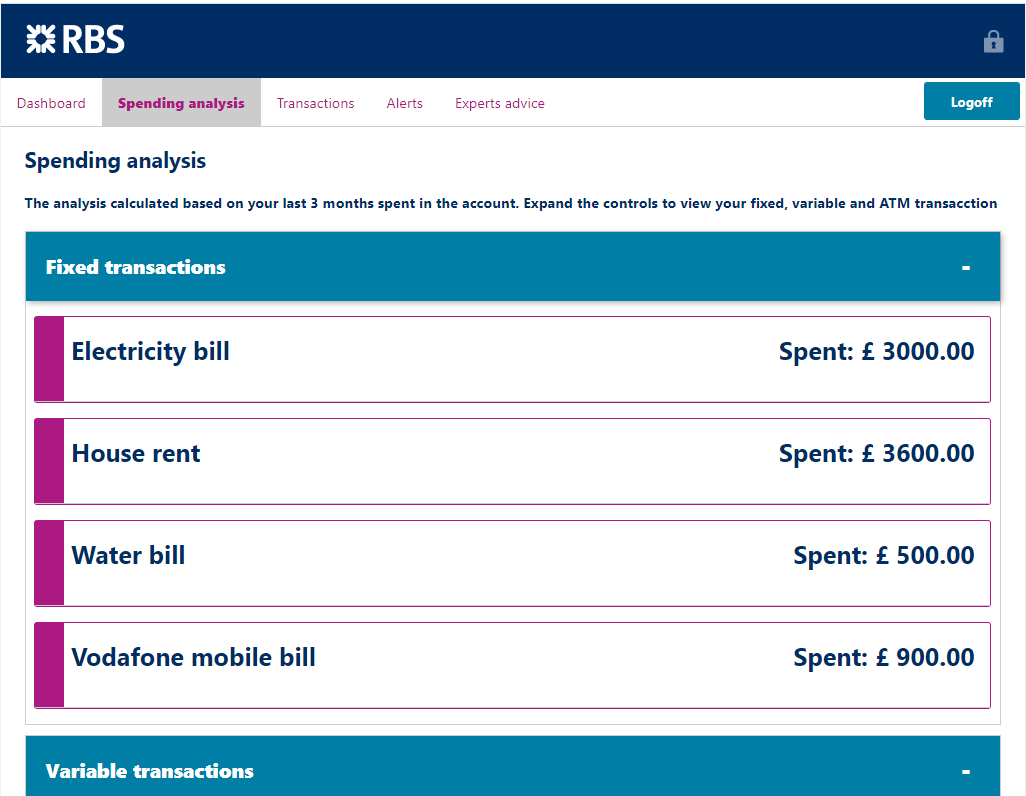 RBS
Dashboard Spending analysis Transactions Alerts Experts advice Logoff
Spending analysis
The analysis calculated based on your last 3 months spent in the account. Expand the controls to view your fixed, variable and ATM transacction
Fixed transactions -
Electricity bill Spent: £ 3000.00
House rent Spent: £ 3600.00
Water bill Spent: £ 500.00
Vodafone mobile bill Spent: £ 900.00
Variable transactions -